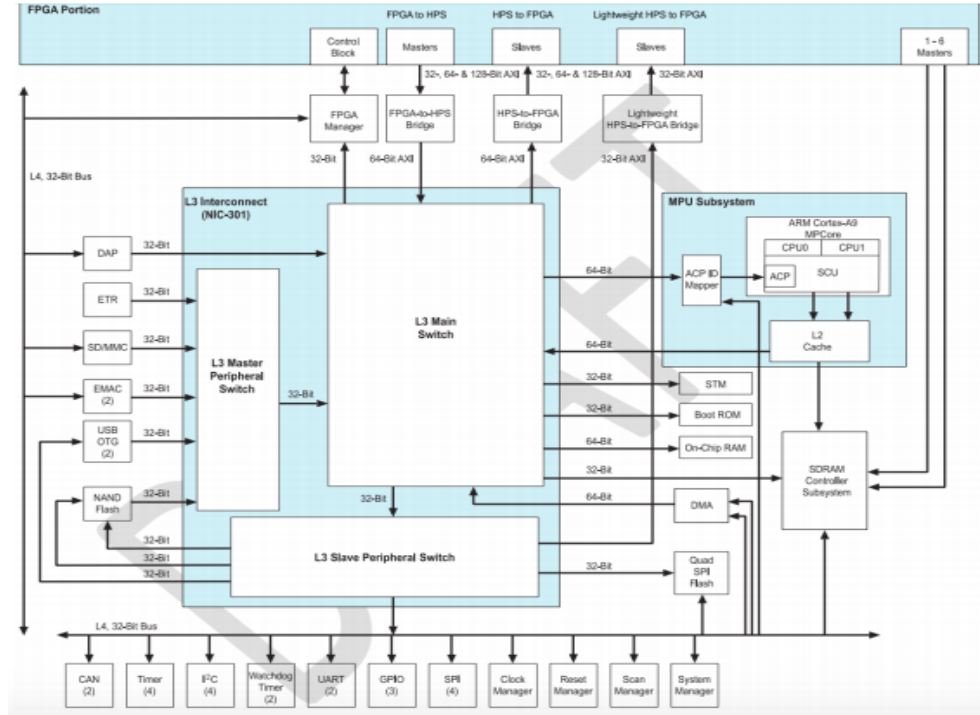 FPGA Portion
FPGA to HPS
HPS to FPGA
Lightweight HPS to FPGA
Control
Block
Masters
Slaves
Slaves
1 – 6
Masters
32-, 64- & 128-Bit AXI
32-, 64- & 128-Bit AXI
32-Bit AXI
FPGA
Manager
FPGA-to-HPS
Bridge
HPS-to-FPGA
Bridge
Lightweight
HPS-to-FPGA Bridge
32-Bit
64-Bit AXI
64-Bit AXI
32-Bit AXI
L4, 32-Bit Bus
L3 Interconnect
(NIC-301)
MPU Subsystem
ARM Cortex-A9
MPCore
CPU0
CPU1
ACP
SCU
ACP ID
Mapper
L2
Cache
DAP
32-Bit
ETR
32-Bit
SD/MMC
32-Bit
EMAC
(2)
32-Bit
USB
OTG
(2)
32-Bit
NAND
Flash
32-Bit
32-Bit
32-Bit
32-Bit
L3 Master
Peripheral
Switch
32-Bit
L3 Main
Switch
64-Bit
64-Bit
32-Bit
STM
32-Bit
Boot ROM
64-Bit
On-Chip RAM
32-Bit
SDRAM
Controller
Subsystem
64-Bit
DMA
32-Bit
L3 Slave Peripheral Switch
32-Bit
Quad
SPI
Flash
L4, 32-Bit Bus
CAN
(2)
Timer
(4)
I²C
(4)
Watchdog
Timer
(2)
UART
(2)
GPIO
(3)
SPI
(4)
Clock
Manager
Reset
Manager
Scan
Manager
System
Manager
DRAFT